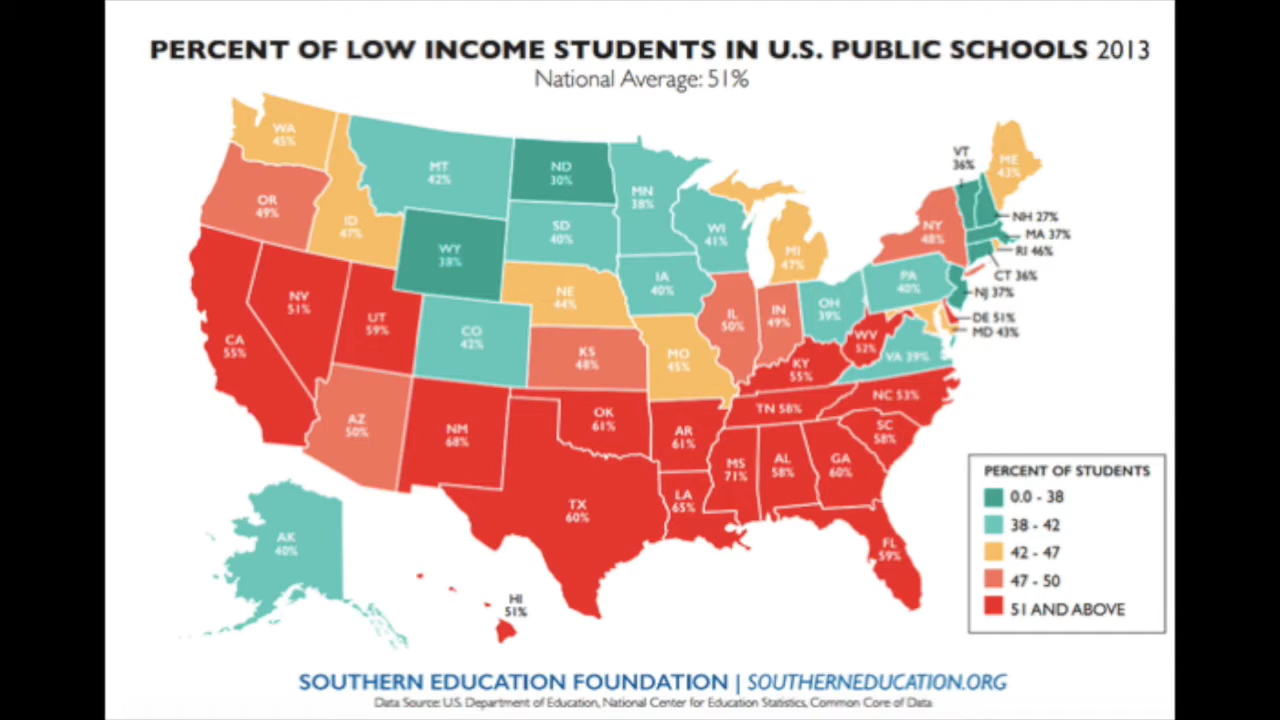 PERCENT OF LOW INCOME STUDENTS IN U.S. PUBLIC SCHOOLS 2013
National Average: 51%
WA
45%
MT
42%
ND
30%
MN
38%
VT
36%
ME
43%
OR
49%
ID
47%
WY
38%
SD
40%
WI
41%
MI
47%
NY
48%
NH 27%
MA 37%
RI 46%
CT 36%
NJ 37%
DE 51%
MD 43%
NV
51%
UT
59%
CO
42%
NE
44%
IA
40%
IL
50%
IN
49%
OH
39%
PA
40%
WV
52%
VA 39%
CA
55%
KS
48%
MO
45%
KY
55%
TN 58%
NC 53%
SC
58%
AZ
50%
NM
68%
OK
61%
AR
61%
MS
71%
AL
58%
GA
60%
TX
60%
LA
65%
FL
59%
AK
40%
HI
51%
PERCENT OF STUDENTS
0.0 - 38
38 - 42
42 - 47
47 - 50
51 AND ABOVE
SOUTHERN EDUCATION FOUNDATION | SOUTHERNEDUCATION.ORG
Data Source: U.S. Department of Education, National Center for Education Statistics, Common Core of Data